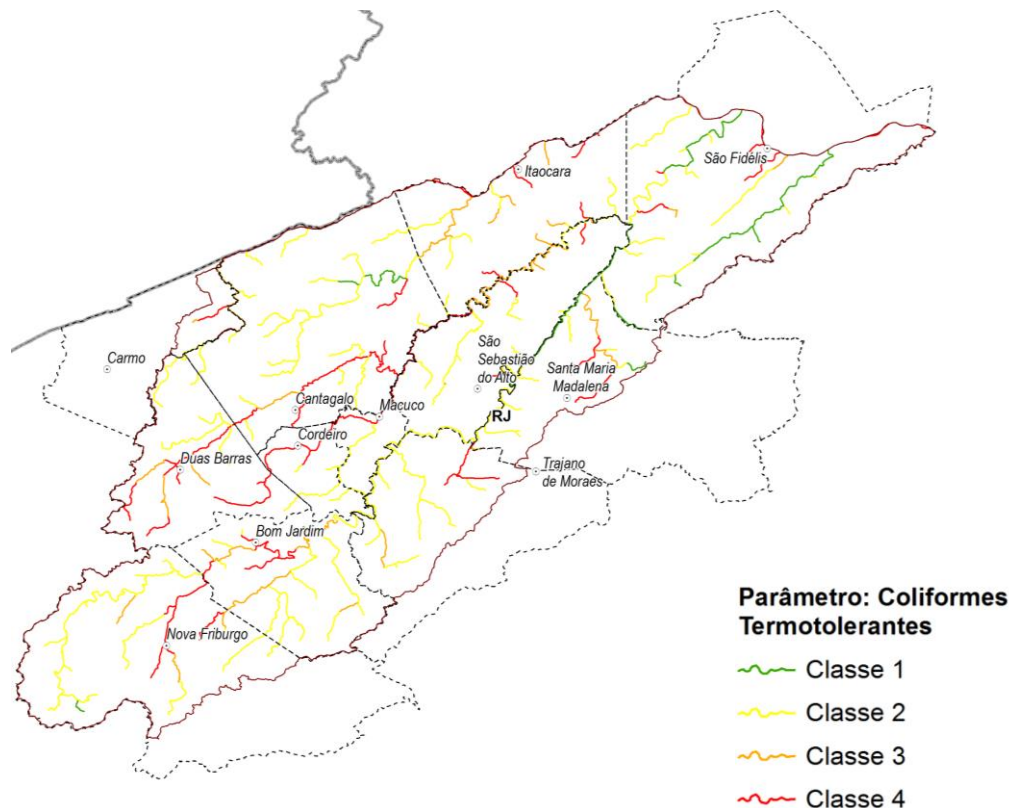 São Fidélis
Itaocara
Carmo
São
Sebastião
do Alto
Santa Maria
Madalena
Cantagalo
Macuco
RJ
Cordeiro
Duas Barras
Trajano
de Moraes
Bom Jardim
Nova Friburgo
Parâmetro: Coliformes
Termotolerantes
Classe 1
Classe 2
Classe 3
Classe 4